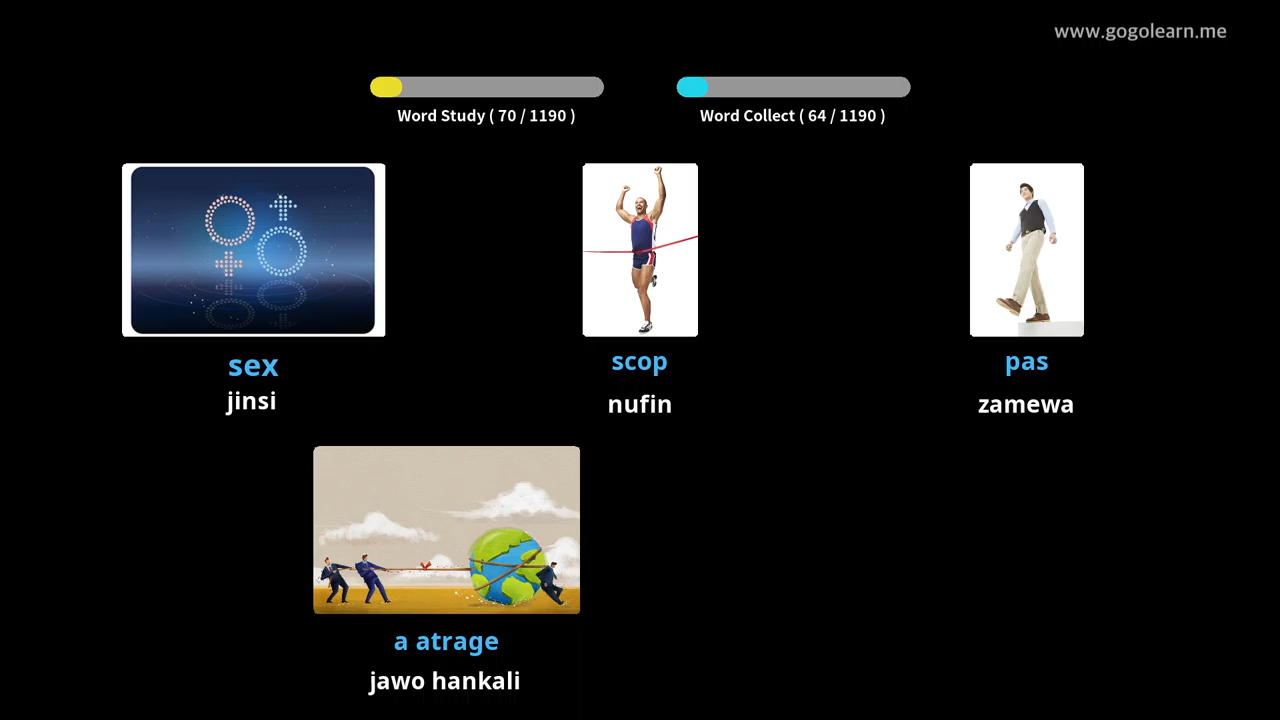 www.gogolearn.me
Word Study ( 70 / 1190 )
Word Collect ( 64 / 1190 )
sex
jinsi
scop
nufin
pas
zamewa
a atrage
jawo hankali